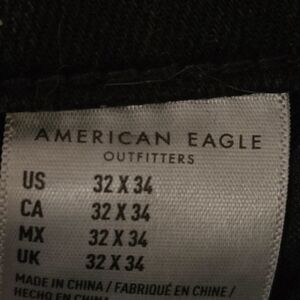 AMERICAN EAGLE
OUTFITTERS
US 32 X 34
CA 32 X 34
MX 32 X 34
UK 32 X 34
MADE IN CHINA / FABRIQUÉ EN CHINE /
HECHO EN CHINA